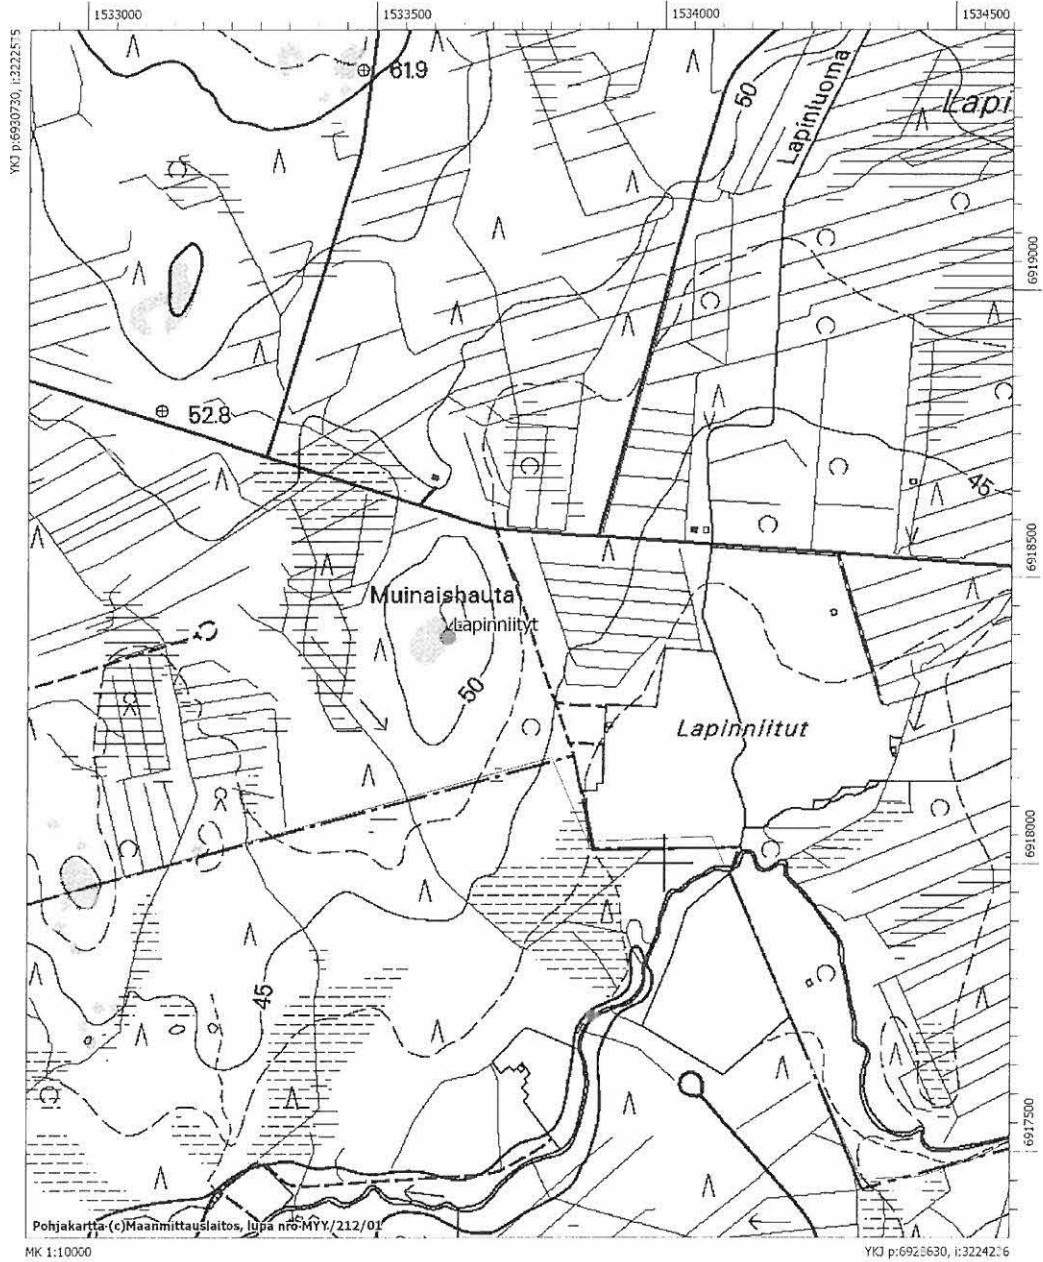 1533000
1533500
1534000
1534500
YKJ p:6930730, i:3222575
61.9
50
Lapinluoma
Lapi
6919000
52.8
45
6918500
Muinaishauta
Lapinniityt
50
Lapinniitut
6918000
45
6917500
Pohjakartta (c)Maanmittauslaitos, lupa nro MYY/212/01
MK 1:10000